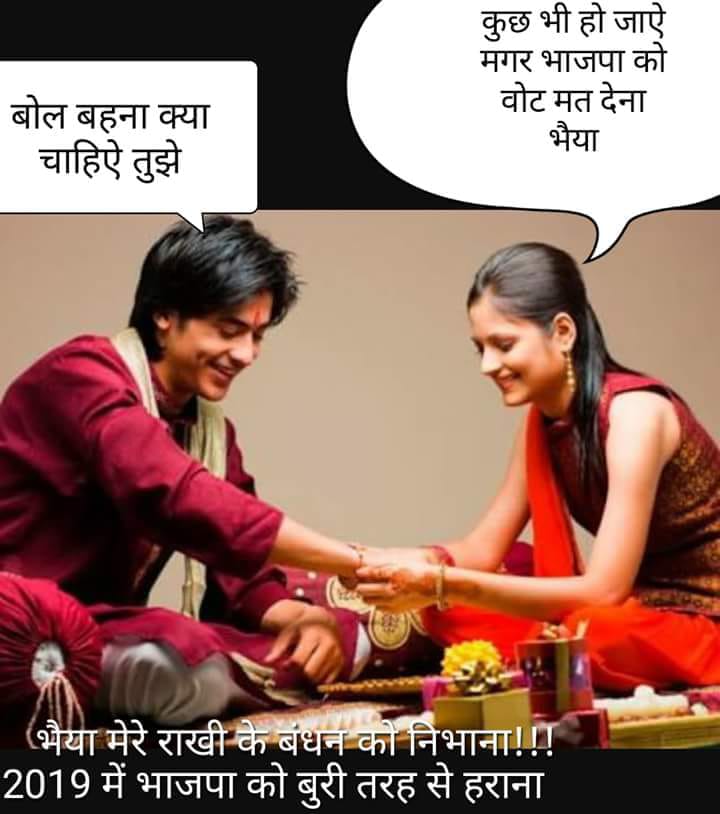 बोल बहना क्या
चाहिऐ तुझे
कुछ भी हो जाऐ
मगर भाजपा को
वोट मत देना
भैया
भैया मेरे राखी के बंधन को निभाना!!!
2019 में भाजपा को बुरी तरह से हराना